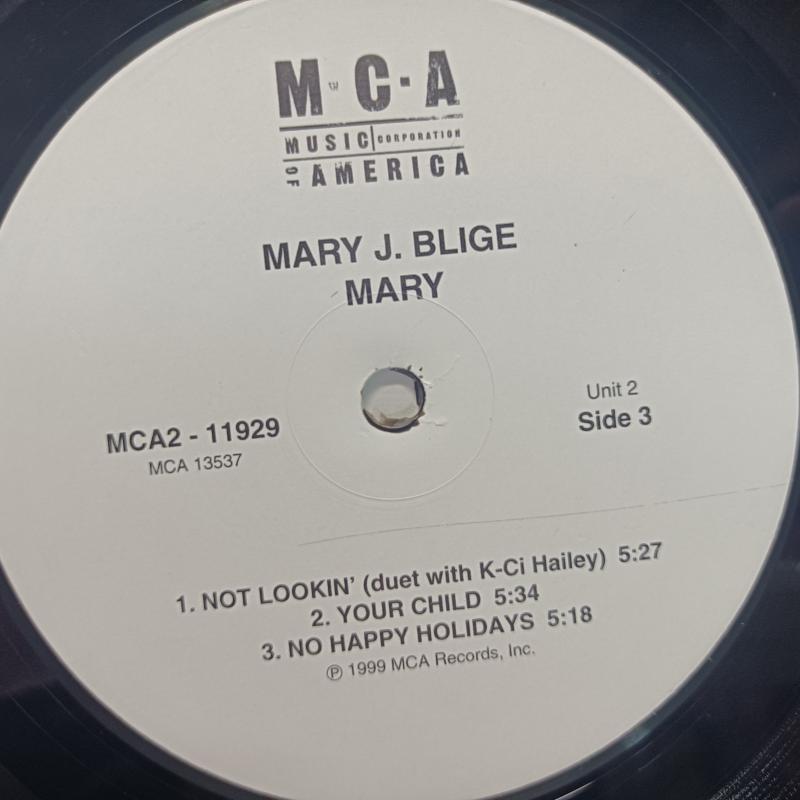 M™C·A
MUSIC CORPORATION
OF AMERICA
MARY J. BLIGE
MARY
MCA2 - 11929
MCA 13537
Unit 2
Side 3
1. NOT LOOKIN' (duet with K-Ci Hailey) 5:27
2. YOUR CHILD 5:34
3. NO HAPPY HOLIDAYS 5:18
℗ 1999 MCA Records, Inc.